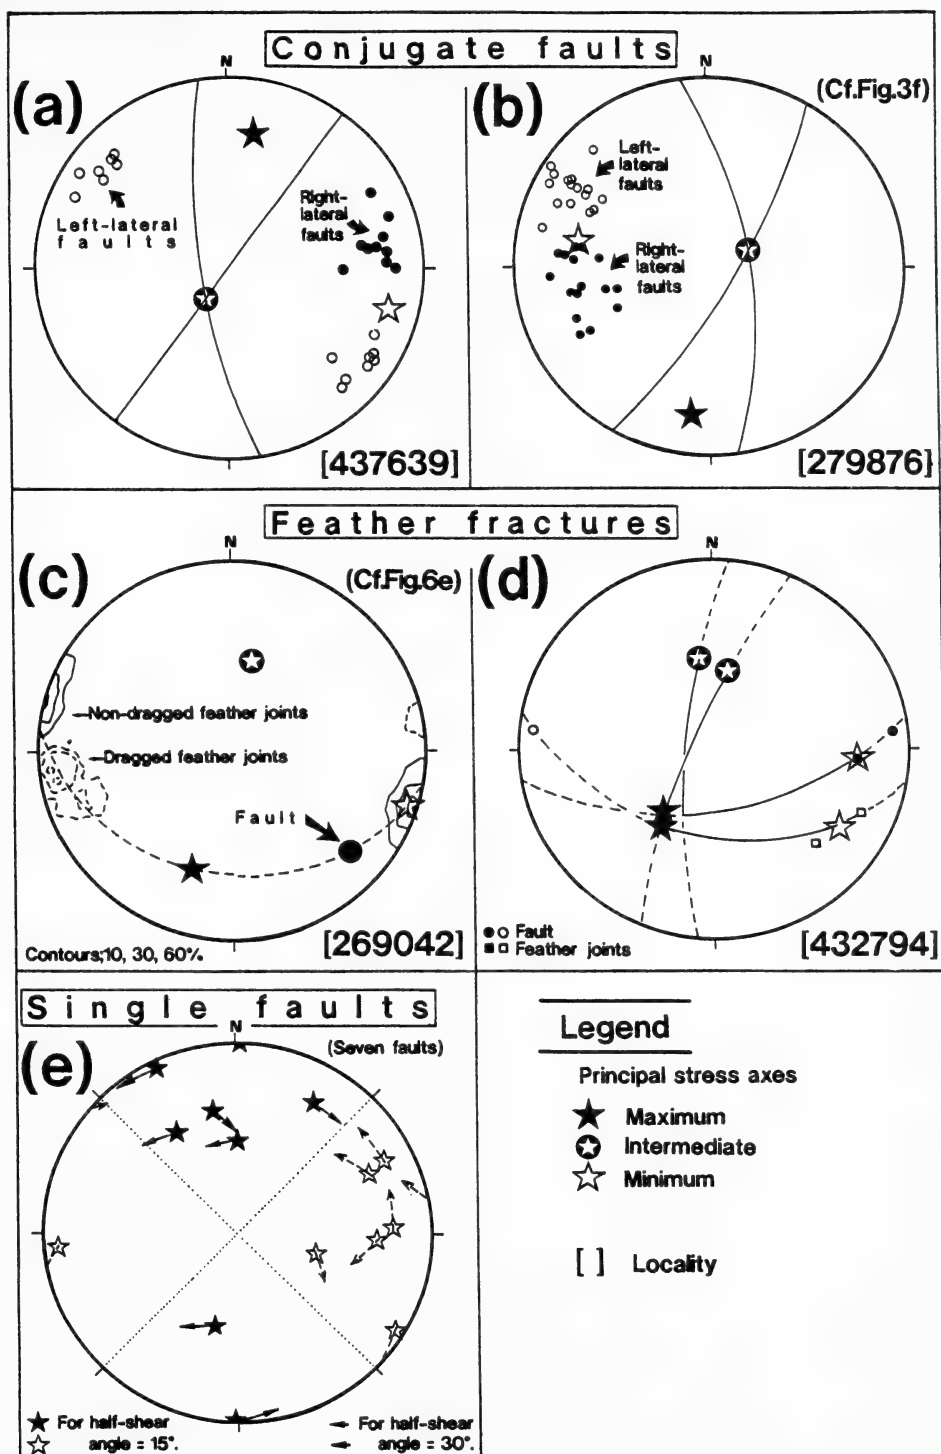 Conjugate faults
(a)
N
Left-lateral
faults
Right-
lateral
faults
[437639]
(b)
N
(Cf.Fig.3f)
Left-
lateral
faults
Right-
lateral
faults
[279876}
Feather fractures
(c)
N
(Cf.Fig.6e)
Non-dragged feather joints
Dragged feather joints
Fault
Contours;10, 30, 60%
[269042]
(d)
N
Fault
Feather joints
[432794]
Single faults
(e)
N
(Seven faults)
For half-shear
angle = 15°.
For half-shear
angle = 30°.
Legend
Principal stress axes
Maximum
Intermediate
Minimum
[ ] Locality